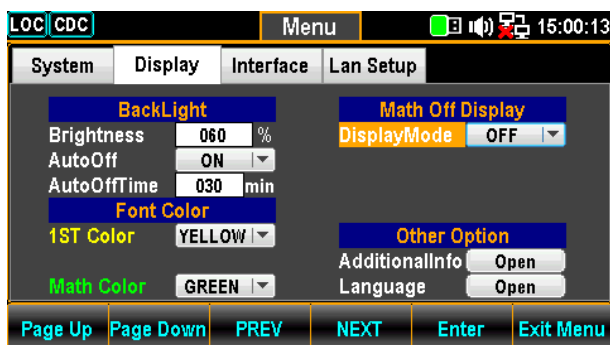 LOC CDC Menu 15:00:13
System Display Interface Lan Setup
BackLight Math Off Display
Brightness 060 % DisplayMode OFF
AutoOff ON
AutoOffTime 030 min
Font Color
1ST Color YELLOW Other Option
AdditionalInfo Open
Math Color GREEN Language Open
Page Up Page Down PREV NEXT Enter Exit Menu